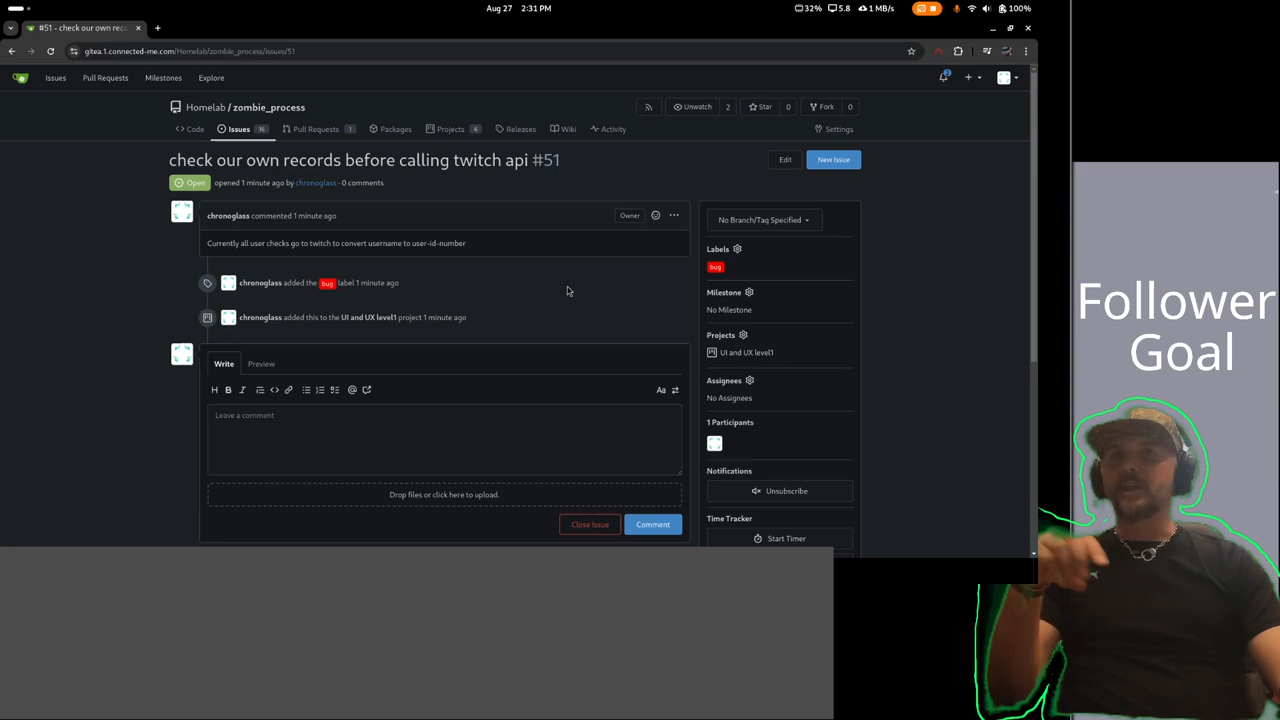 Aug 27 2:31 PM
32% 5.8 1 MB/s 100%
#51 - check our own reco
gitea.1.connected-me.com/Homelab/zombie_process/issues/51
Issues Pull Requests Milestones Explore
2
Homelab / zombie_process
Unwatch 2 Star 0 Fork 0
Code Issues 16 Pull Requests 1 Packages Projects 6 Releases Wiki Activity Settings
check our own records before calling twitch api #51
Edit New Issue
Open opened 1 minute ago by chronoglass · 0 comments
chronoglass commented 1 minute ago Owner
Currently all user checks go to twitch to convert username to user-id-number
chronoglass added the bug label 1 minute ago
chronoglass added this to the UI and UX level1 project 1 minute ago
Write Preview
Leave a comment
Drop files or click here to upload.
Close Issue Comment
No Branch/Tag Specified
Labels
bug
Milestone
No Milestone
Projects
UI and UX level1
Assignees
No Assignees
1 Participants
Notifications
Unsubscribe
Time Tracker
Start Timer
Follower
Goal